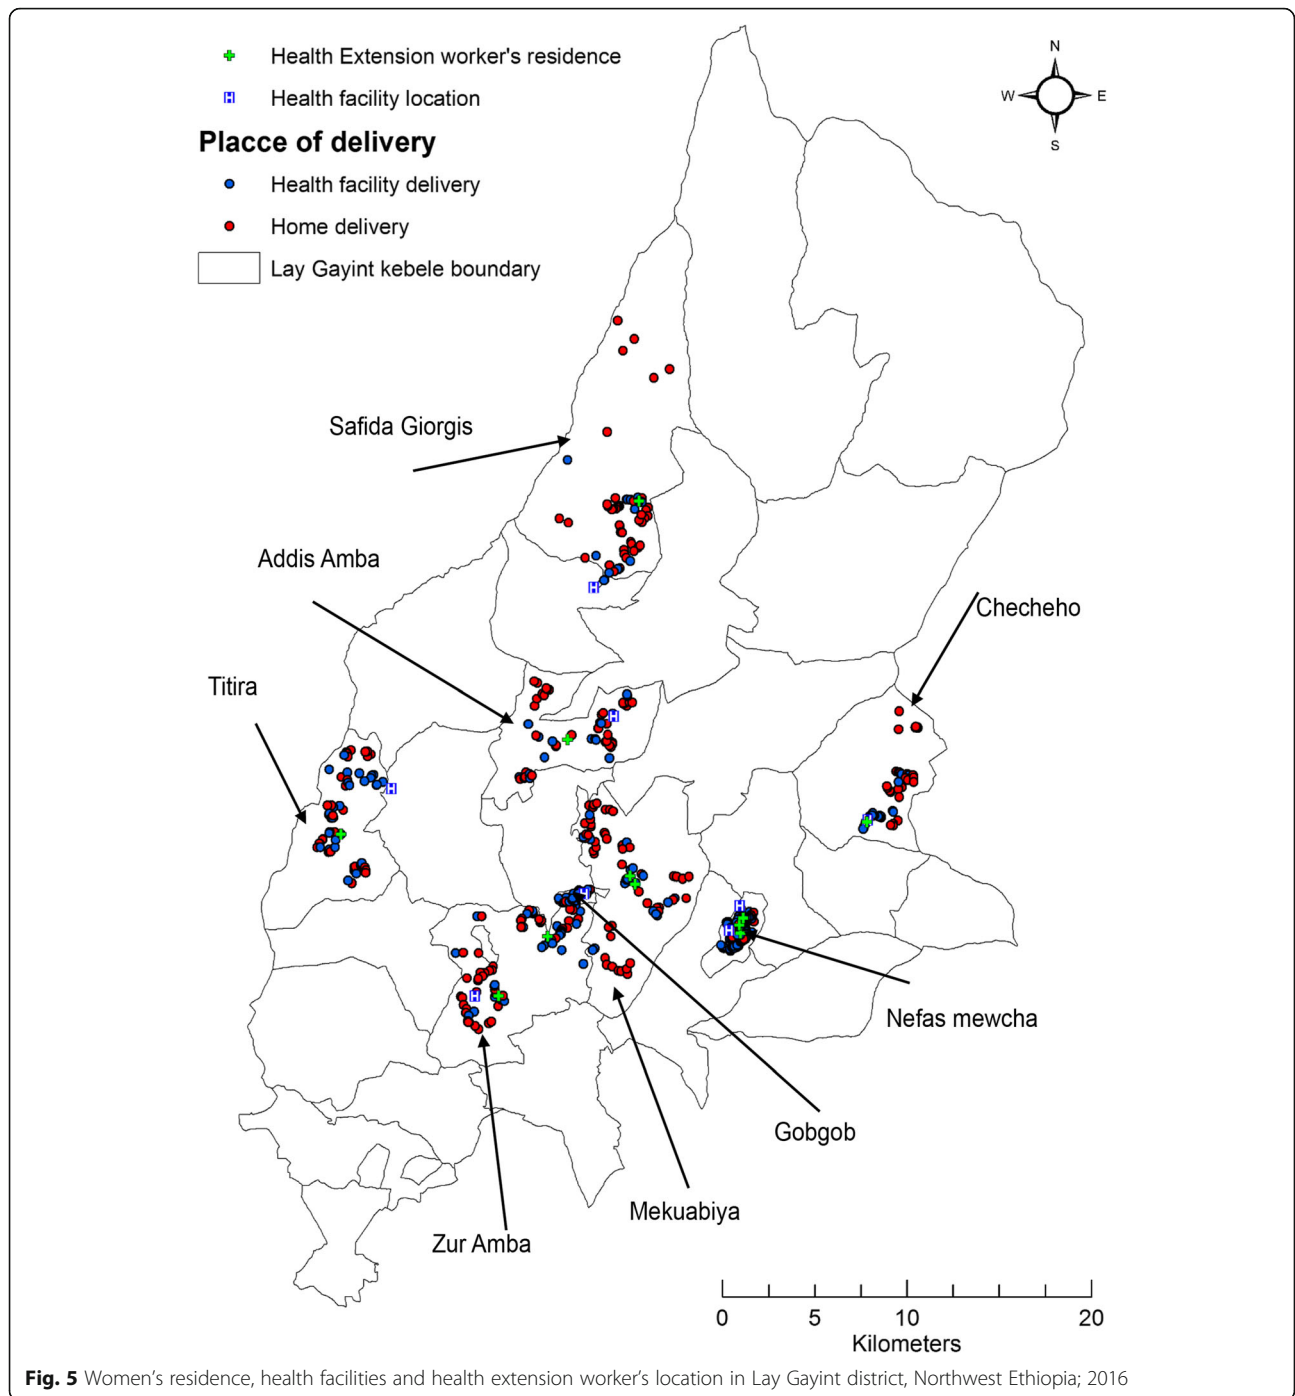 Health Extension worker's residence
H Health facility location
Placce of delivery
Health facility delivery
Home delivery
Lay Gayint kebele boundary
N
W E
S
Safida Giorgis
Addis Amba
Checheho
Titira
Nefas mewcha
Gobgob
Mekuabiya
Zur Amba
0 5 10 20
Kilometers
Fig. 5 Women's residence, health facilities and health extension worker's location in Lay Gayint district, Northwest Ethiopia; 2016